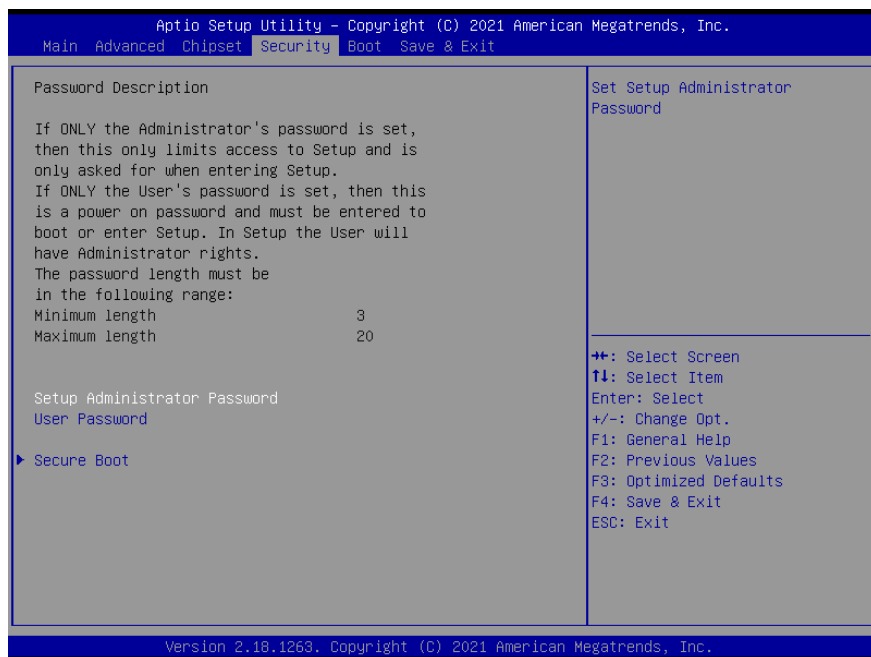 Aptio Setup Utility – Copyright (C) 2021 American Megatrends, Inc.
Main Advanced Chipset Security Boot Save & Exit
Password Description
If ONLY the Administrator's password is set,
then this only limits access to Setup and is
only asked for when entering Setup.
If ONLY the User's password is set, then this
is a power on password and must be entered to
boot or enter Setup. In Setup the User will
have Administrator rights.
The password length must be
in the following range:
Minimum length 3
Maximum length 20
Setup Administrator Password
User Password
Secure Boot
Set Setup Administrator
Password
→←: Select Screen
↑↓: Select Item
Enter: Select
+/-: Change Opt.
F1: General Help
F2: Previous Values
F3: Optimized Defaults
F4: Save & Exit
ESC: Exit
Version 2.18.1263. Copyright (C) 2021 American Megatrends, Inc.